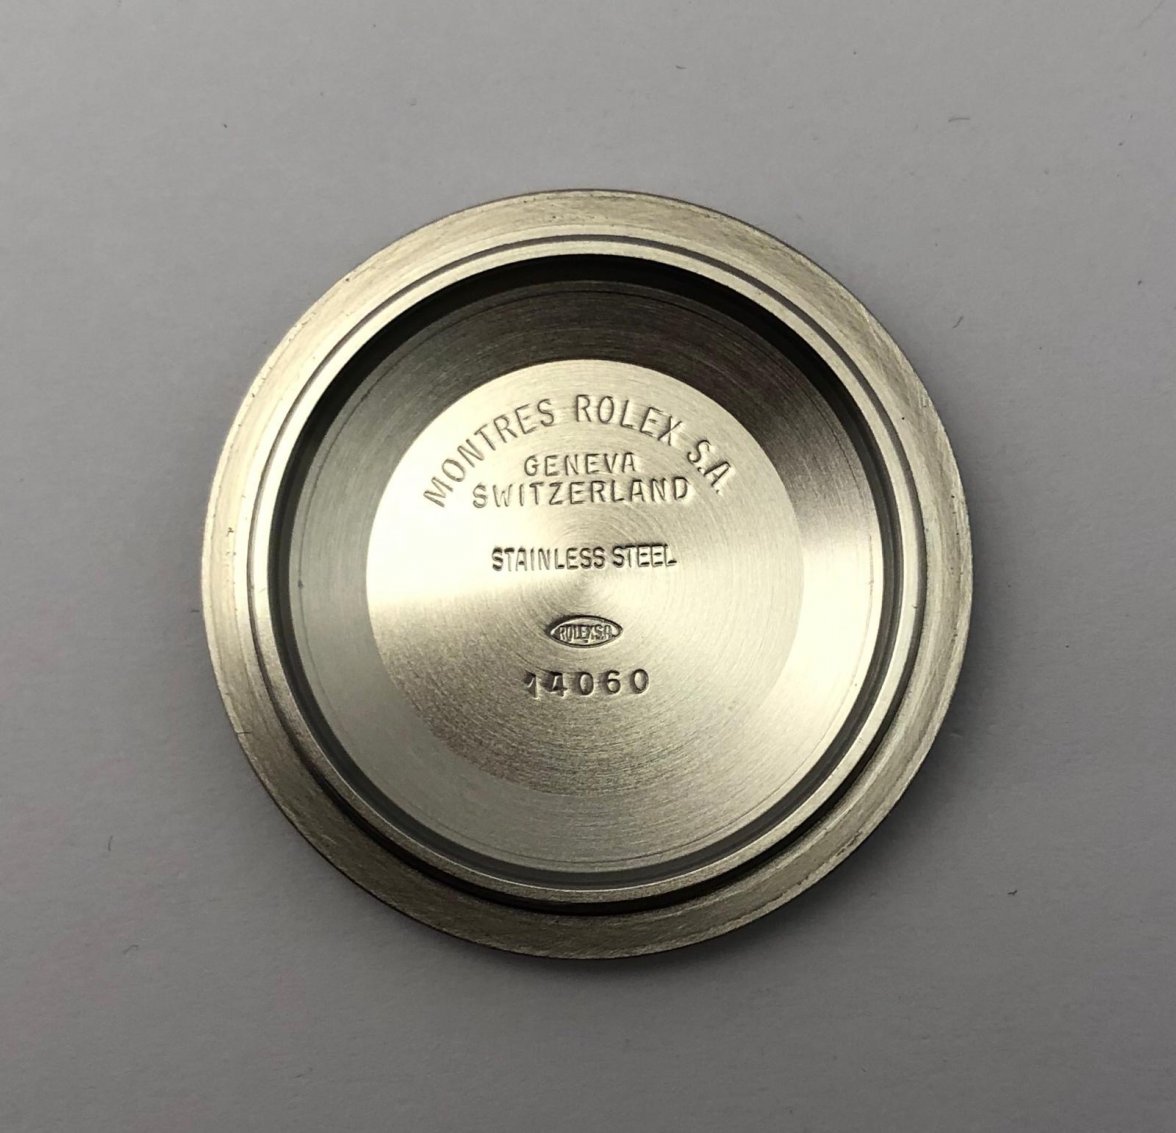 MONTRES ROLEX S.A.
GENEVA
SWITZERLAND
STAINLESS STEEL
ROLEX S.A.
14060